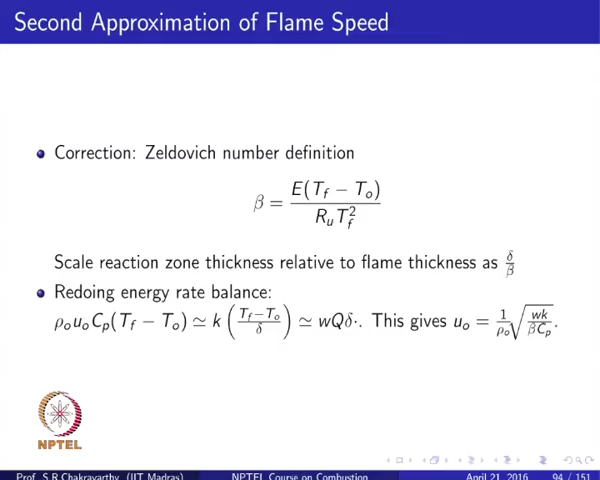 Second Approximation of Flame Speed
Correction: Zeldovich number definition
β = E(T_f − T_o) / R_u T_f^2
Scale reaction zone thickness relative to flame thickness as δ/β
Redoing energy rate balance:
ρ_o u_o C_p(T_f − T_o) ≃ k ((T_f−T_o)/δ) ≃ wQδ·. This gives u_o = 1/ρ_o √(wk/(βC_p)).
NPTEL
Prof. S R Chakravarthy (IIT Madras) NPTEL Course on Combustion April 21, 2016 94 / 151